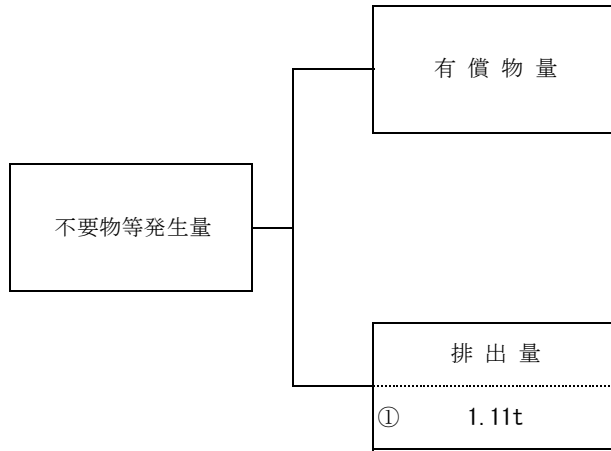 有 償 物 量
不要物等発生量
排 出 量
① 1.11t